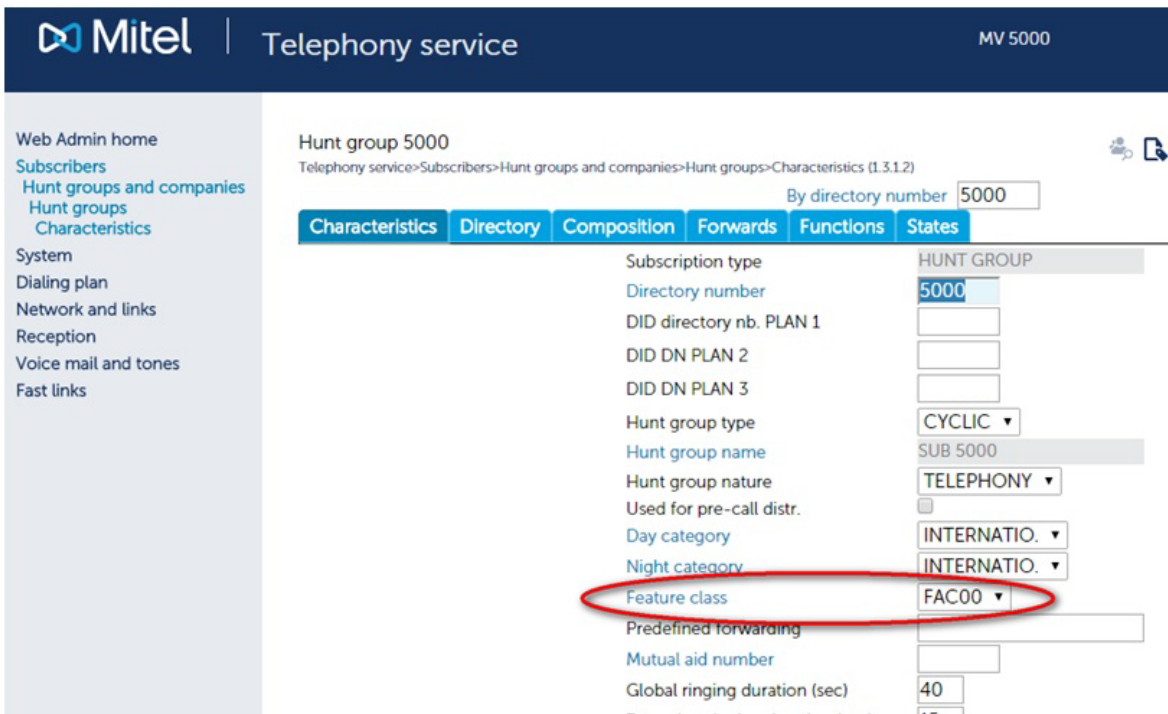 Mitel | Telephony service MV 5000
Web Admin home
Subscribers
Hunt groups and companies
Hunt groups
Characteristics
System
Dialing plan
Network and links
Reception
Voice mail and tones
Fast links
Hunt group 5000
Telephony service>Subscribers>Hunt groups and companies>Hunt groups>Characteristics (1.3.1.2)
By directory number 5000
Characteristics Directory Composition Forwards Functions States
Subscription type HUNT GROUP
Directory number 5000
DID directory nb. PLAN 1
DID DN PLAN 2
DID DN PLAN 3
Hunt group type CYCLIC
Hunt group name SUB 5000
Hunt group nature TELEPHONY
Used for pre-call distr.
Day category INTERNATIO.
Night category INTERNATIO.
Feature class FAC00
Predefined forwarding
Mutual aid number
Global ringing duration (sec) 40